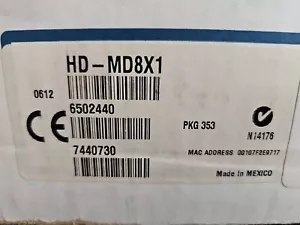 HD-MD8X1
0612
6502440
CE
PKG 353
N14176
7440730
MAC ADDRESS 00107F2E9717
Made in MEXICO